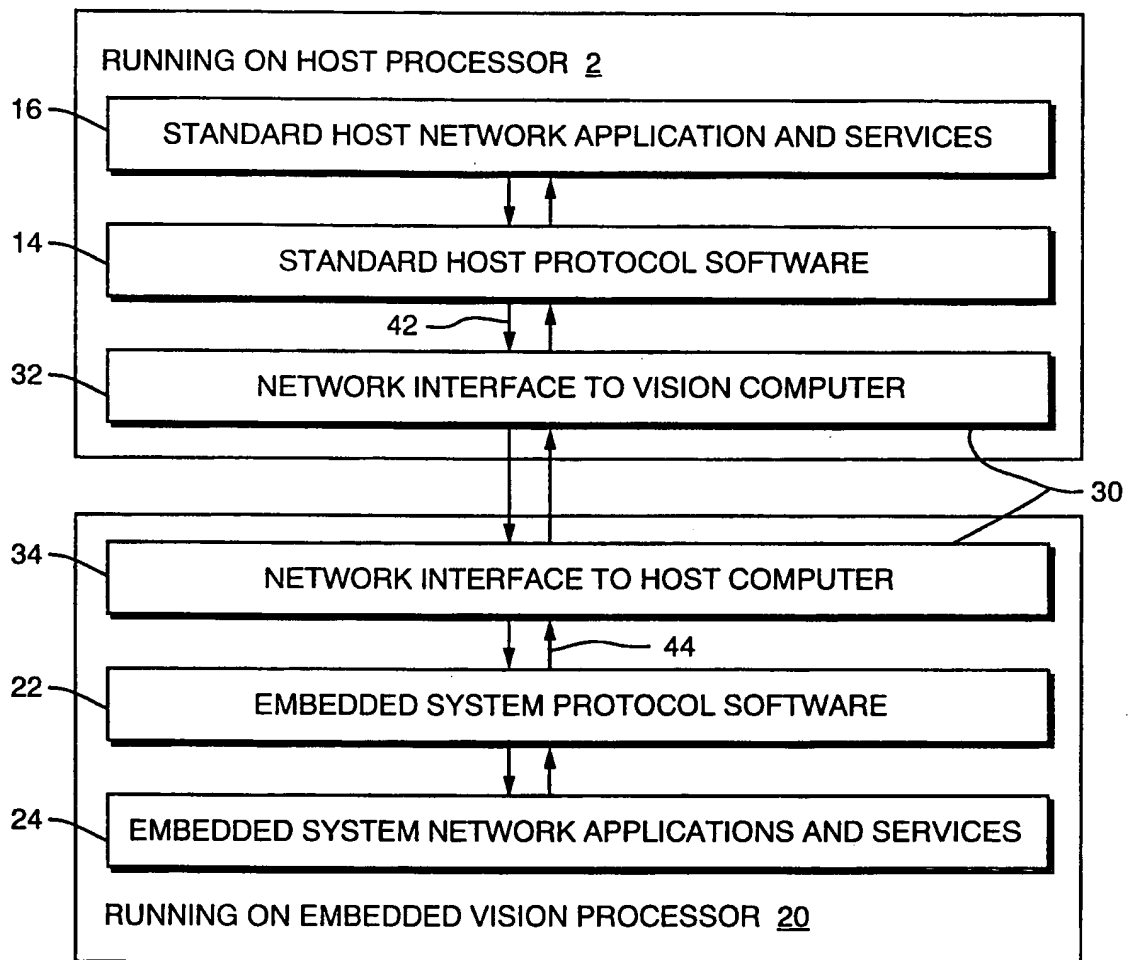 RUNNING ON HOST PROCESSOR 2
16
STANDARD HOST NETWORK APPLICATION AND SERVICES
14
STANDARD HOST PROTOCOL SOFTWARE
42
32
NETWORK INTERFACE TO VISION COMPUTER
30
34
NETWORK INTERFACE TO HOST COMPUTER
44
22
EMBEDDED SYSTEM PROTOCOL SOFTWARE
24
EMBEDDED SYSTEM NETWORK APPLICATIONS AND SERVICES
RUNNING ON EMBEDDED VISION PROCESSOR 20